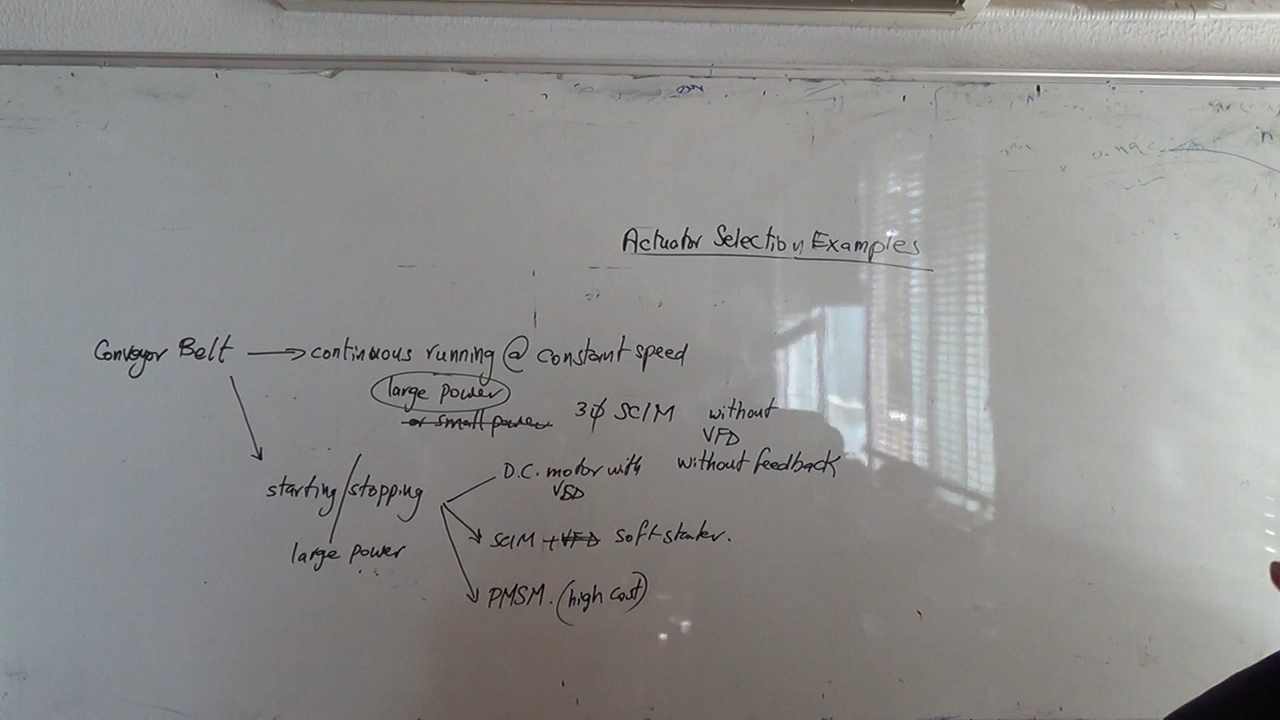 Actuator Selection Examples
Conveyor Belt → continuous running @ constant speed
large power
or small power
3φ SCIM without
VFD
D.C. motor with without feedback
VSD
starting/stopping
SCIM + VFD soft starter.
large power
PMSM. (high cost)